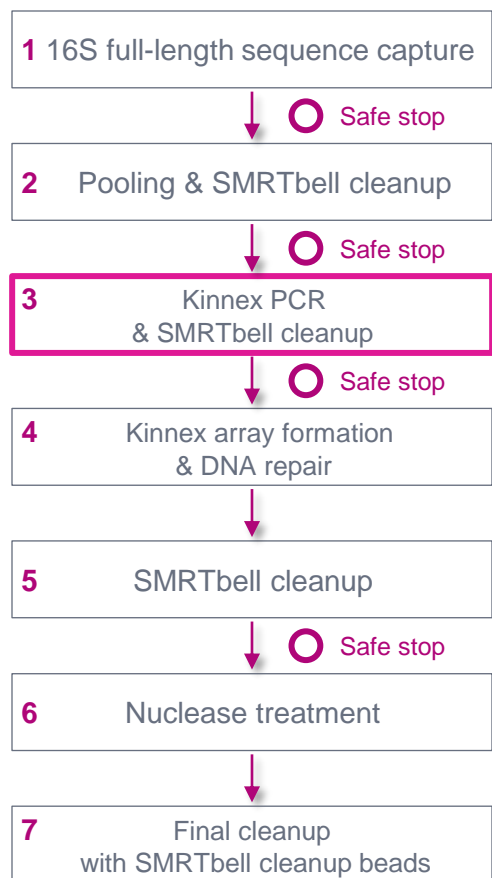 1 16S full-length sequence capture
Safe stop
2 Pooling & SMRTbell cleanup
Safe stop
3 Kinnex PCR
& SMRTbell cleanup
Safe stop
4 Kinnex array formation
& DNA repair
5 SMRTbell cleanup
Safe stop
6 Nuclease treatment
7 Final cleanup
with SMRTbell cleanup beads